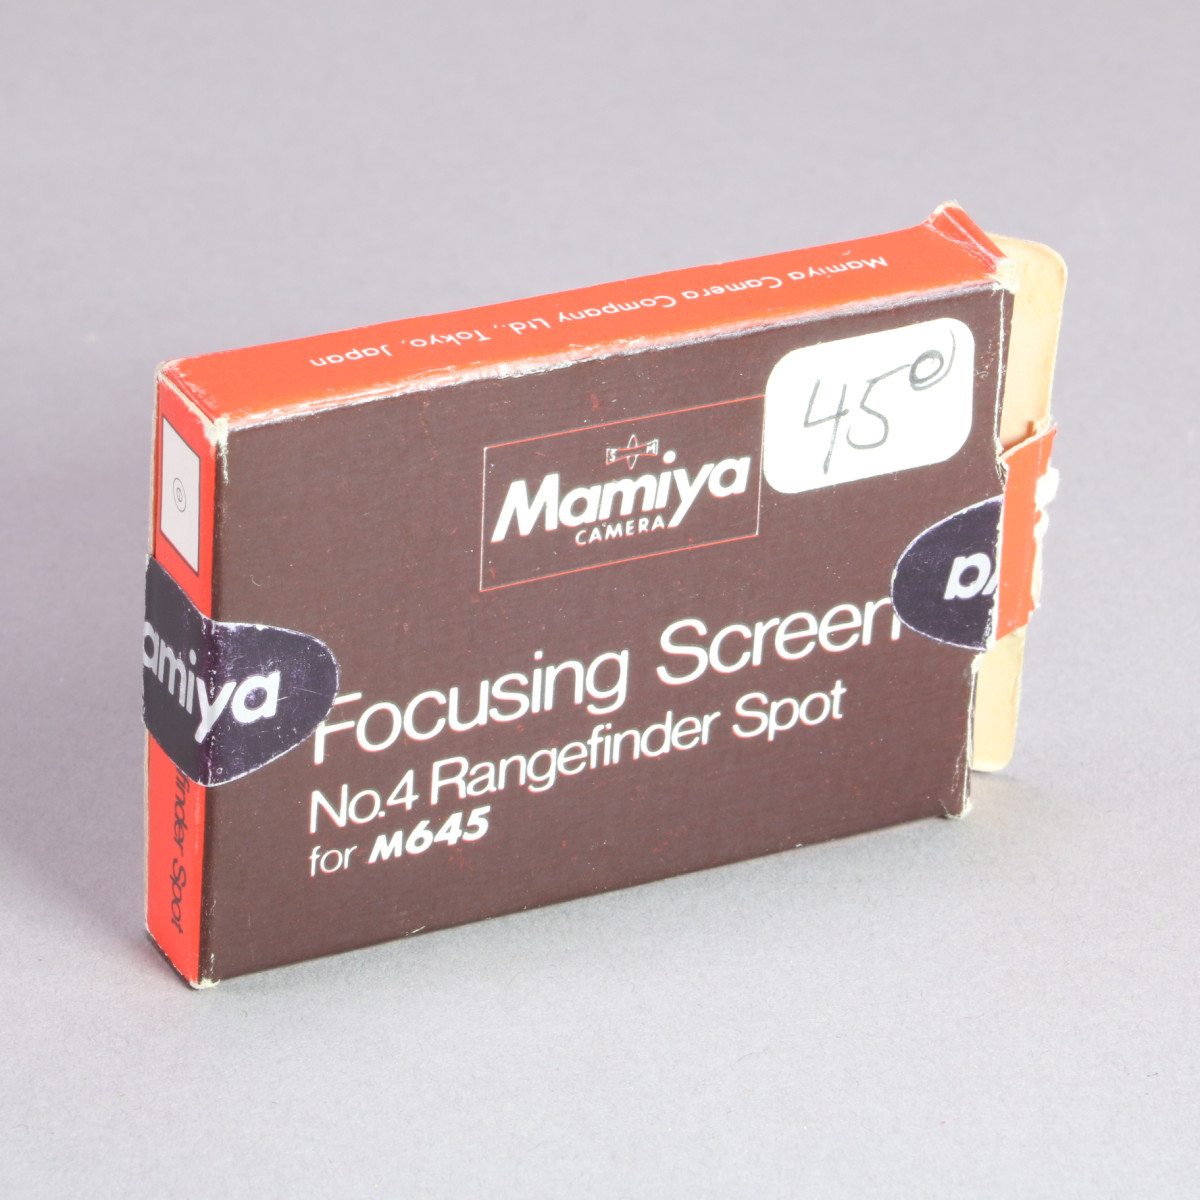 Mamiya Camera Company Ltd., Tokyo, Japan
45°
S M
Mamiya
CAMERA
Focusing Screen
No.4 Rangefinder Spot
for M645
amiya
ya
finder Spot